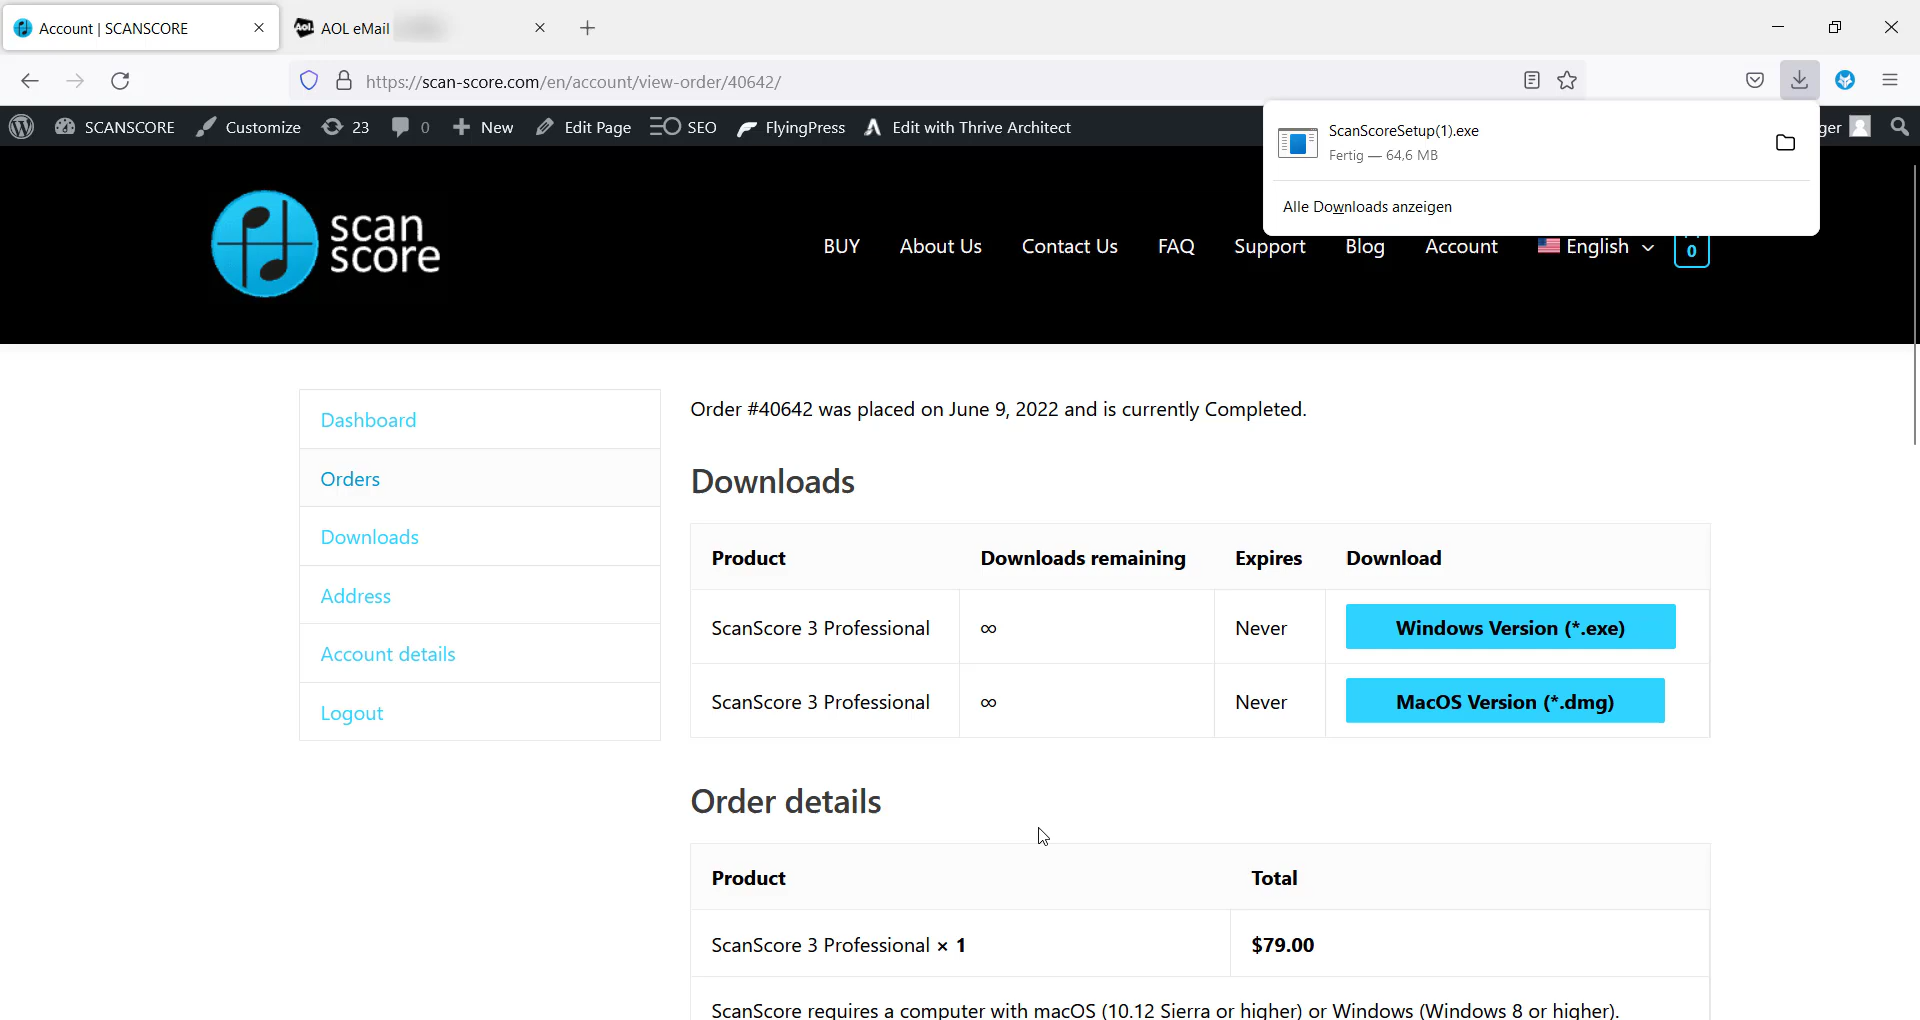 Account | SCANSCORE
AOL eMail
https://scan-score.com/en/account/view-order/40642/
SCANSCORE Customize 23 0 New Edit Page SEO FlyingPress Edit with Thrive Architect
ger
ScanScoreSetup(1).exe
Fertig — 64,6 MB
Alle Downloads anzeigen
scan
score
BUY About Us Contact Us FAQ Support Blog Account English 0
Dashboard
Orders
Downloads
Address
Account details
Logout
Order #40642 was placed on June 9, 2022 and is currently Completed.
Downloads
Product Downloads remaining Expires Download
ScanScore 3 Professional ∞ Never Windows Version (*.exe)
ScanScore 3 Professional ∞ Never MacOS Version (*.dmg)
Order details
Product Total
ScanScore 3 Professional × 1 $79.00
ScanScore requires a computer with macOS (10.12 Sierra or higher) or Windows (Windows 8 or higher).